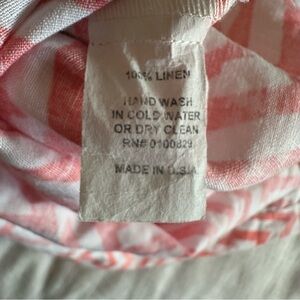 100% LINEN
HAND WASH
IN COLD WATER
OR DRY CLEAN
RN# 0100829
MADE IN U.S.A